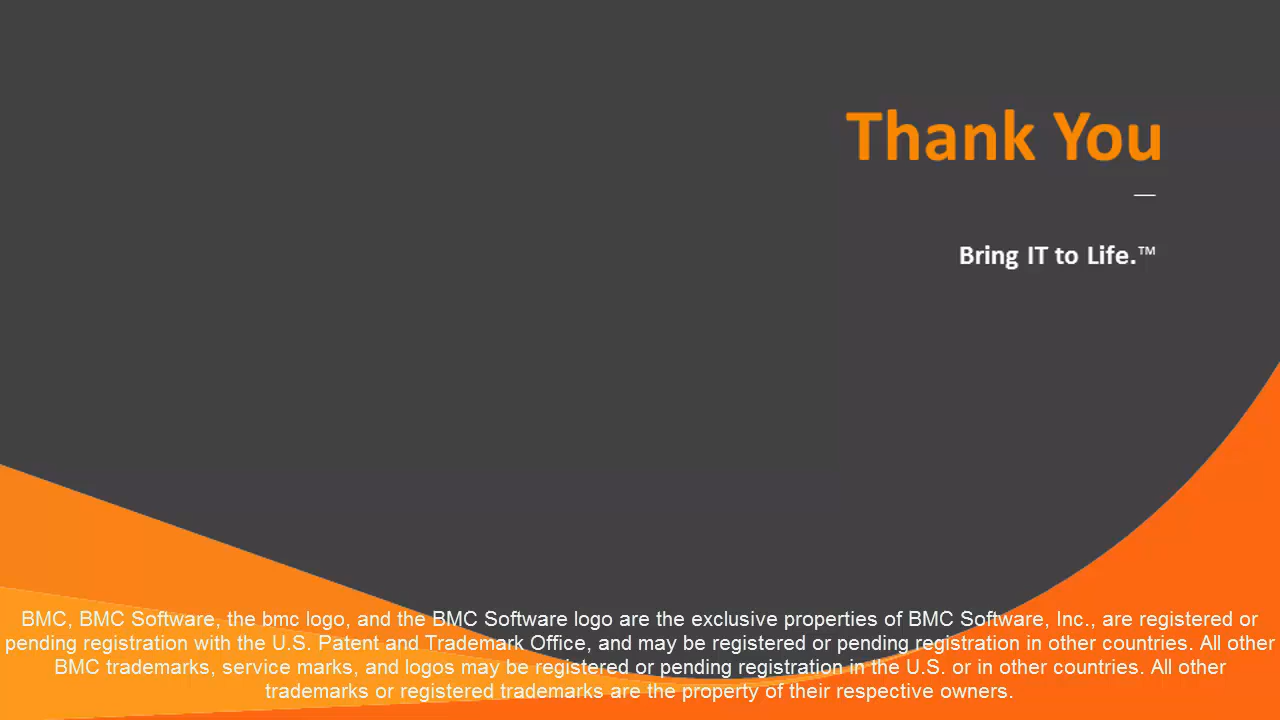 Thank You
—
Bring IT to Life.™
BMC, BMC Software, the bmc logo, and the BMC Software logo are the exclusive properties of BMC Software, Inc., are registered or
pending registration with the U.S. Patent and Trademark Office, and may be registered or pending registration in other countries. All other
BMC trademarks, service marks, and logos may be registered or pending registration in the U.S. or in other countries. All other
trademarks or registered trademarks are the property of their respective owners.